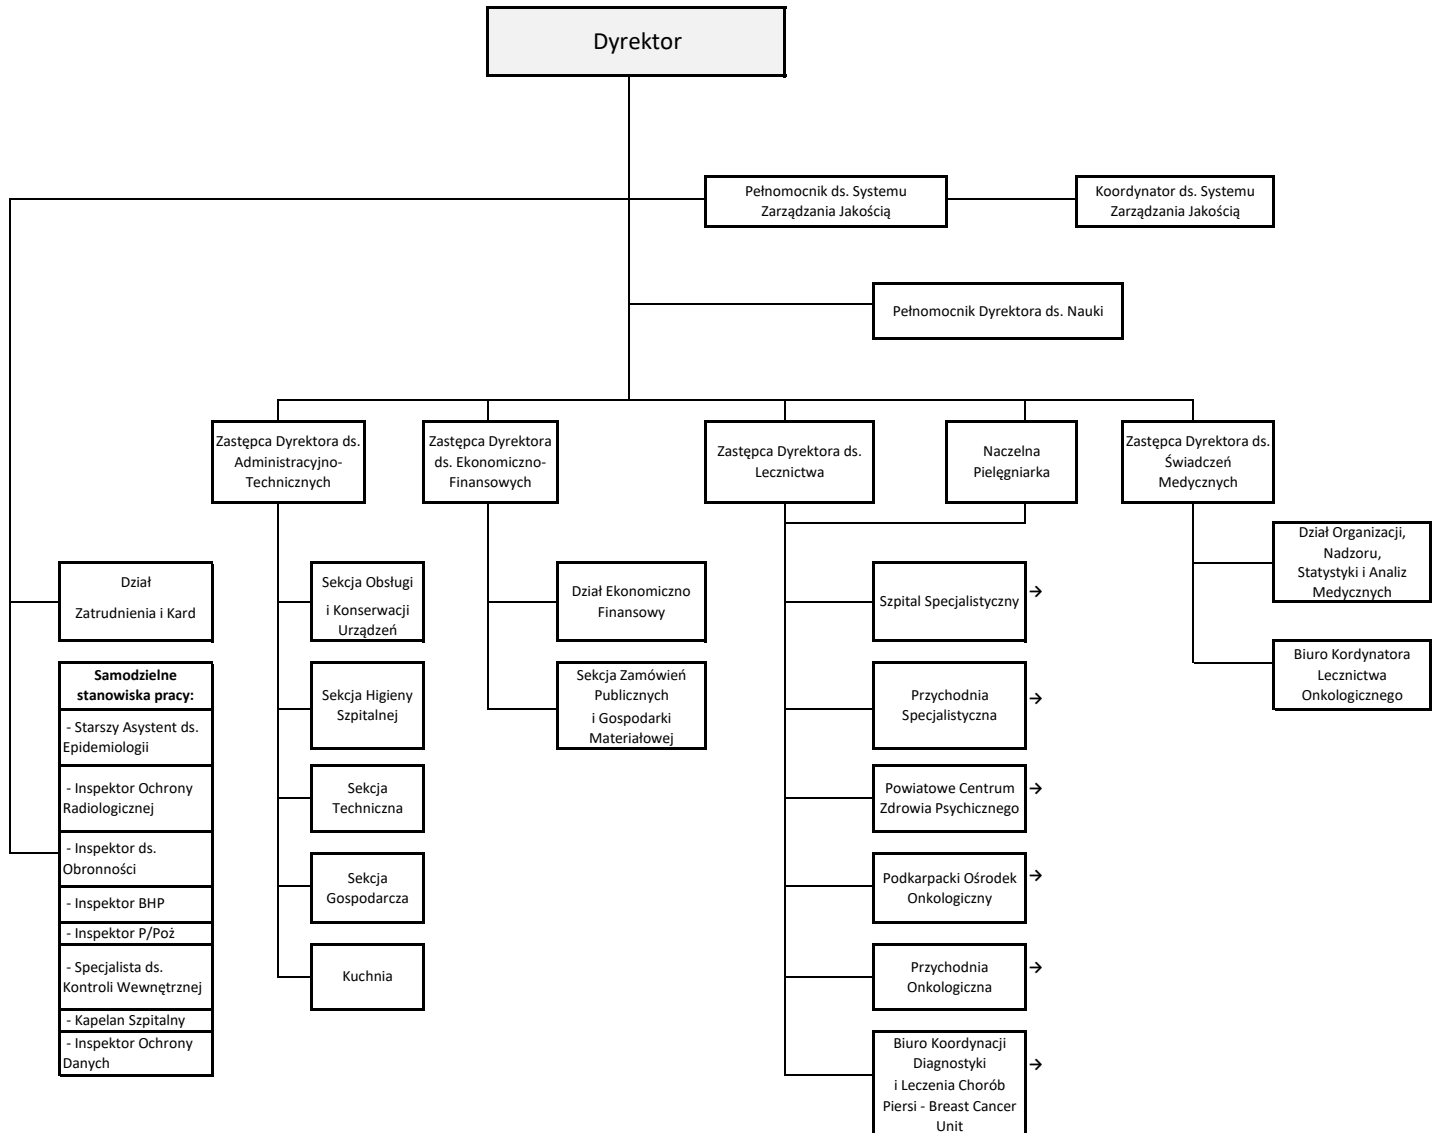 Dyrektor
Pełnomocnik ds. Systemu
Zarządzania Jakością
Koordynator ds. Systemu
Zarządzania Jakością
Pełnomocnik Dyrektora ds. Nauki
Zastępca Dyrektora ds.
Administracyjno-
Technicznych
Zastępca Dyrektora
ds. Ekonomiczno-
Finansowych
Zastępca Dyrektora ds.
Lecznictwa
Naczelna
Pielęgniarka
Zastępca Dyrektora ds.
Świadczeń
Medycznych
Dział
Zatrudnienia i Kard
Samodzielne
stanowiska pracy:
- Starszy Asystent ds.
Epidemiologii
- Inspektor Ochrony
Radiologicznej
- Inspektor ds.
Obronności
- Inspektor BHP
- Inspektor P/Poż
- Specjalista ds.
Kontroli Wewnętrznej
- Kapelan Szpitalny
- Inspektor Ochrony
Danych
Sekcja Obsługi
i Konserwacji
Urządzeń
Sekcja Higieny
Szpitalnej
Sekcja
Techniczna
Sekcja
Gospodarcza
Kuchnia
Dział Ekonomiczno
Finansowy
Sekcja Zamówień
Publicznych
i Gospodarki
Materiałowej
Szpital Specjalistyczny →
Przychodnia →
Specjalistyczna
Powiatowe Centrum →
Zdrowia Psychicznego
Podkarpacki Ośrodek →
Onkologiczny
Przychodnia →
Onkologiczna
Biuro Koordynacji
Diagnostyki →
i Leczenia Chorób
Piersi - Breast Cancer
Unit
Dział Organizacji,
Nadzoru,
Statystyki i Analiz
Medycznych
Biuro Kordynatora
Lecznictwa
Onkologicznego